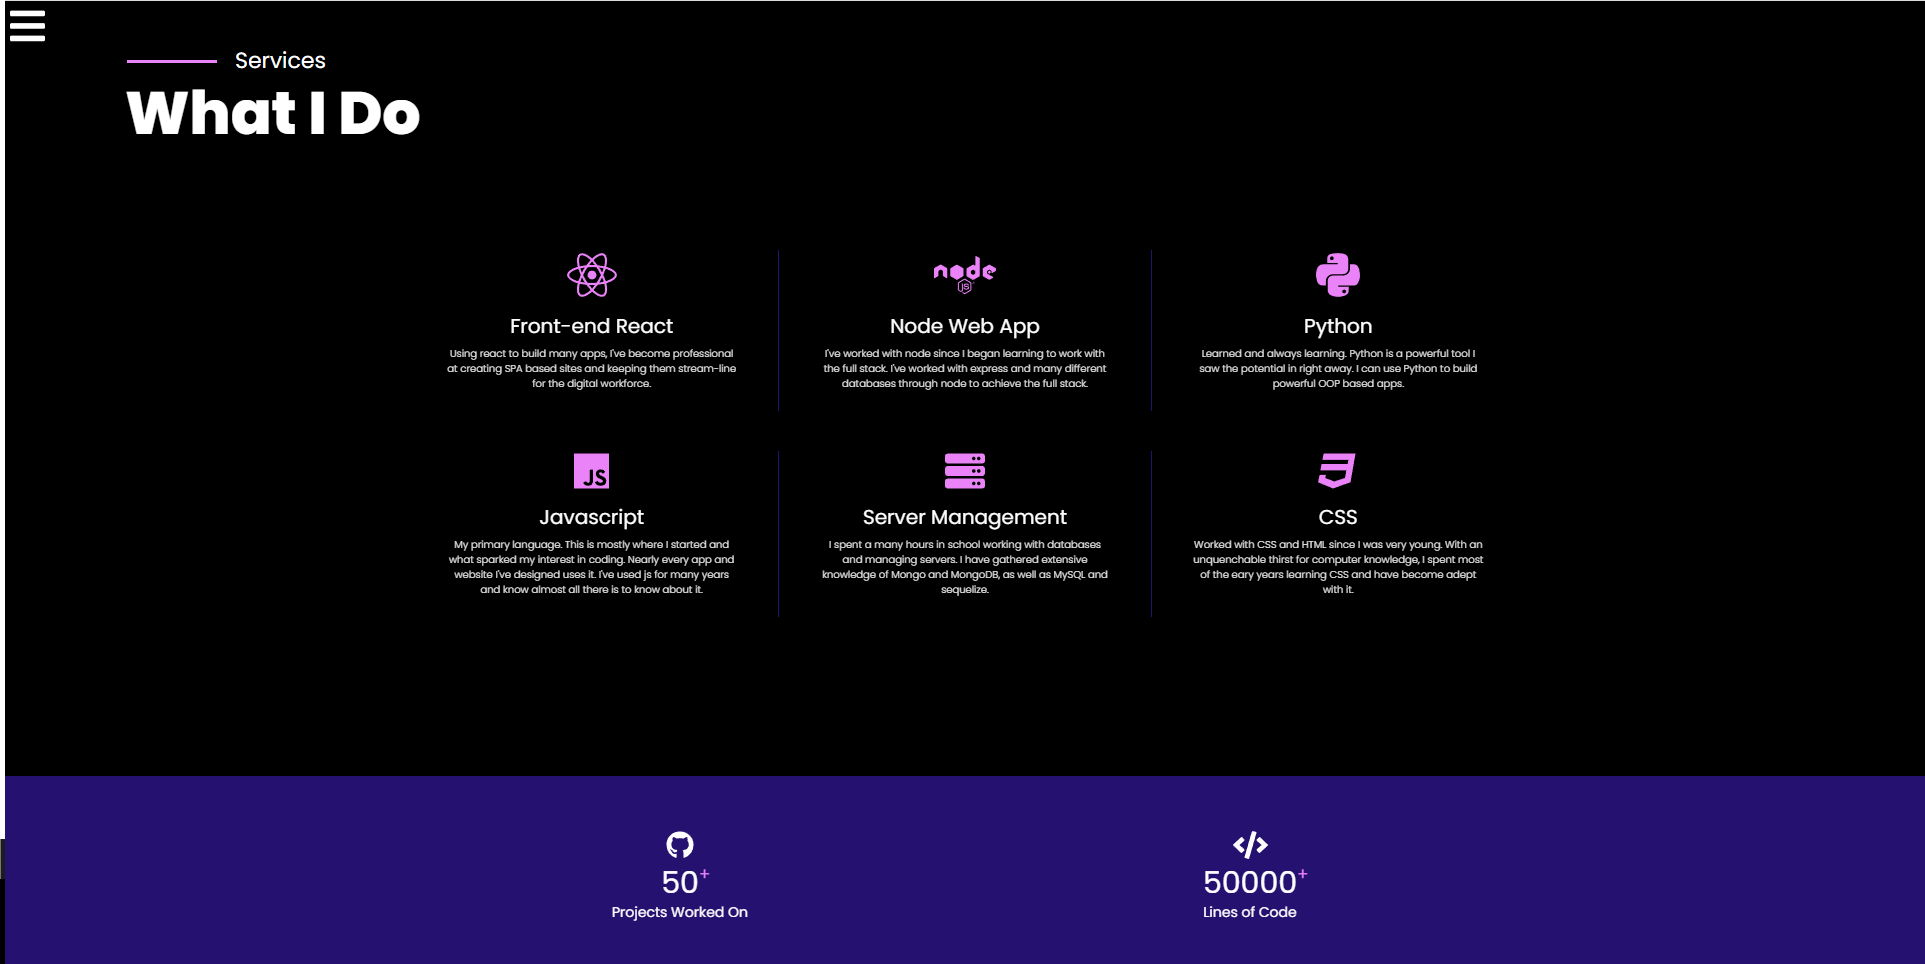 Services
What I Do
node
JS
Front-end React
Using react to build many apps, I've become professional
at creating SPA based sites and keeping them stream-line
for the digital workforce.
Node Web App
I've worked with node since I began learning to work with
the full stack. I've worked with express and many different
databases through node to achieve the full stack.
Python
Learned and always learning. Python is a powerful tool I
saw the potential in right away. I can use Python to build
powerful OOP based apps.
JS
Javascript
My primary language. This is mostly where I started and
what sparked my interest in coding. Nearly every app and
website I've designed uses it. I've used js for many years
and know almost all there is to know about it.
Server Management
I spent a many hours in school working with databases
and managing servers. I have gathered extensive
knowledge of Mongo and MongoDB, as well as MySQL and
sequelize.
CSS
Worked with CSS and HTML since I was very young. With an
unquenchable thirst for computer knowledge, I spent most
of the eary years learning CSS and have become adept
with it.
50+
Projects Worked On
50000+
Lines of Code